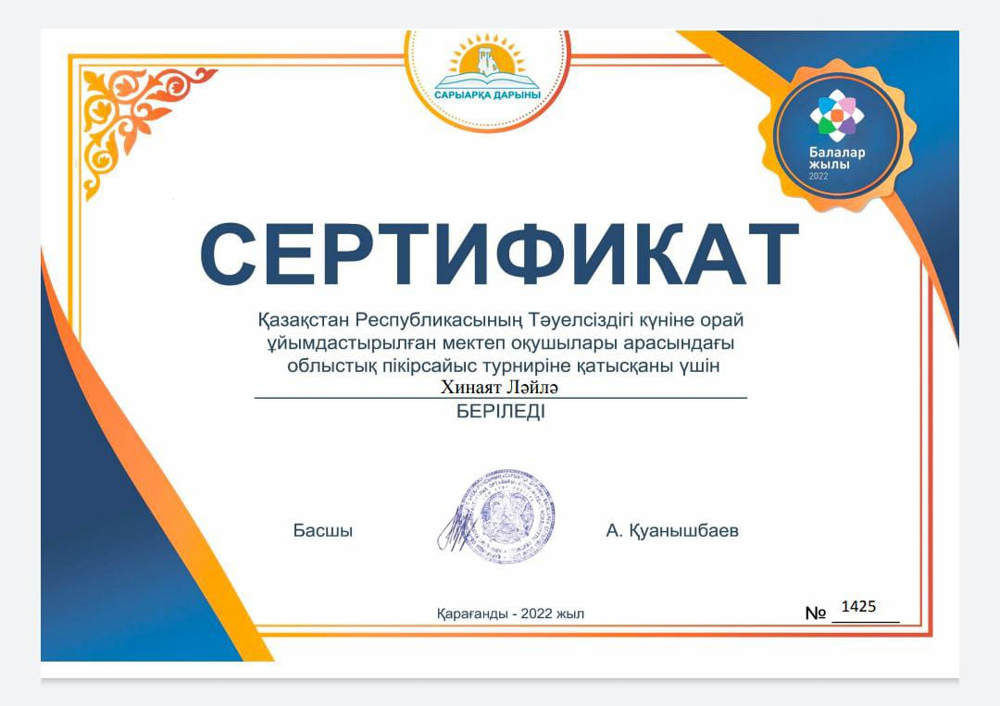 САРЫАРҚА ДАРЫНЫ
Балалар
жылы
2022
СЕРТИФИКАТ
Қазақстан Республикасының Тәуелсіздігі күніне орай
ұйымдастырылған мектеп оқушылары арасындағы
облыстық пікірсайыс турниріне қатысқаны үшін
Хинаят Ләйлә
БЕРІЛЕДІ
Басшы
А. Қуанышбаев
Қарағанды - 2022 жыл
№ 1425